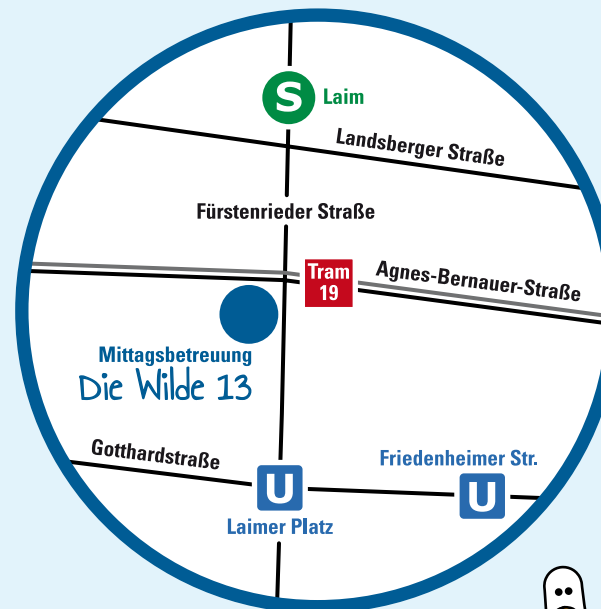 S
Laim
Landsberger Straße
Fürstenrieder Straße
Tram
19
Agnes-Bernauer-Straße
Mittagsbetreuung
Die Wilde 13
Gotthardstraße
Friedenheimer Str.
U
U
Laimer Platz